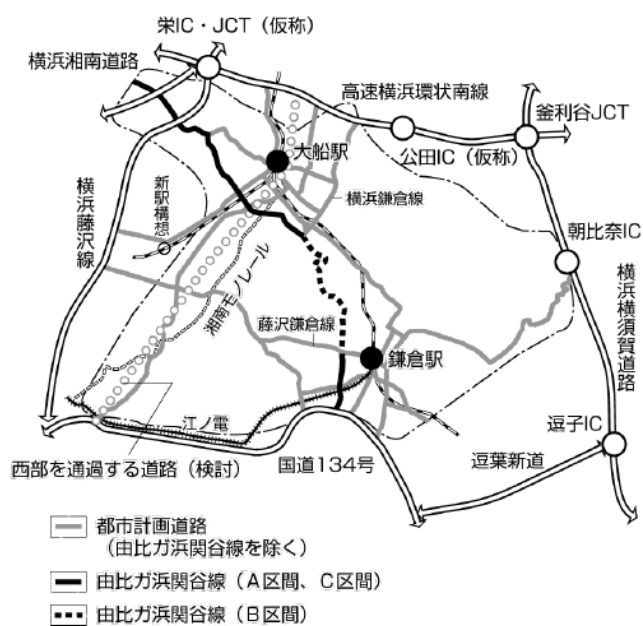 栄IC・JCT（仮称）
横浜湘南道路
高速横浜環状南線
釜利谷JCT
大船駅
公田IC（仮称）
横浜鎌倉線
新駅構想
横浜藤沢線
朝比奈IC
湘南モノレール
横浜横須賀道路
藤沢鎌倉線
鎌倉駅
江ノ電
逗子IC
西部を通過する道路（検討）
国道134号
逗葉新道
都市計画道路
（由比ガ浜関谷線を除く）
由比ガ浜関谷線（A区間、C区間）
由比ガ浜関谷線（B区間）